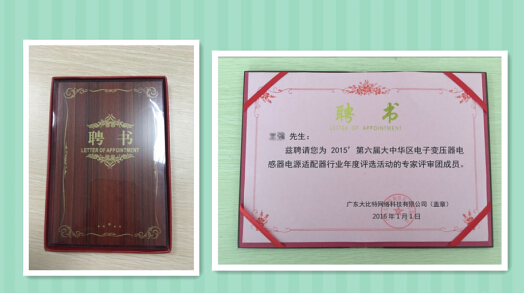 聘书
LETTER OF APPOINTMENT
聘 书
LETTER OF APPOINTMENT
先生：
兹聘请您为 2015’ 第六届大中华区电子变压器电
感器电源适配器行业年度评选活动的专家评审团成员。
广东大比特网络科技有限公司（盖章）
2016年1月1日